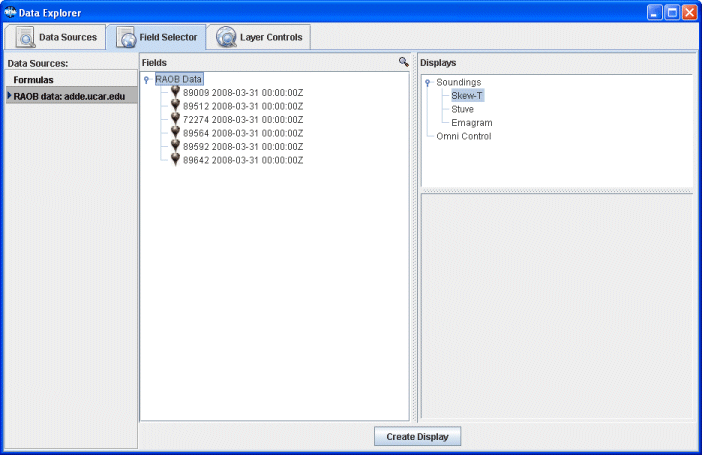 Data Explorer
Data Sources
Field Selector
Layer Controls
Data Sources:
Formulas
RAOB data: adde.ucar.edu
Fields
RAOB Data
89009 2008-03-31 00:00:00Z
89512 2008-03-31 00:00:00Z
72274 2008-03-31 00:00:00Z
89564 2008-03-31 00:00:00Z
89592 2008-03-31 00:00:00Z
89642 2008-03-31 00:00:00Z
Displays
Soundings
Skew-T
Stuve
Emagram
Omni Control
Create Display